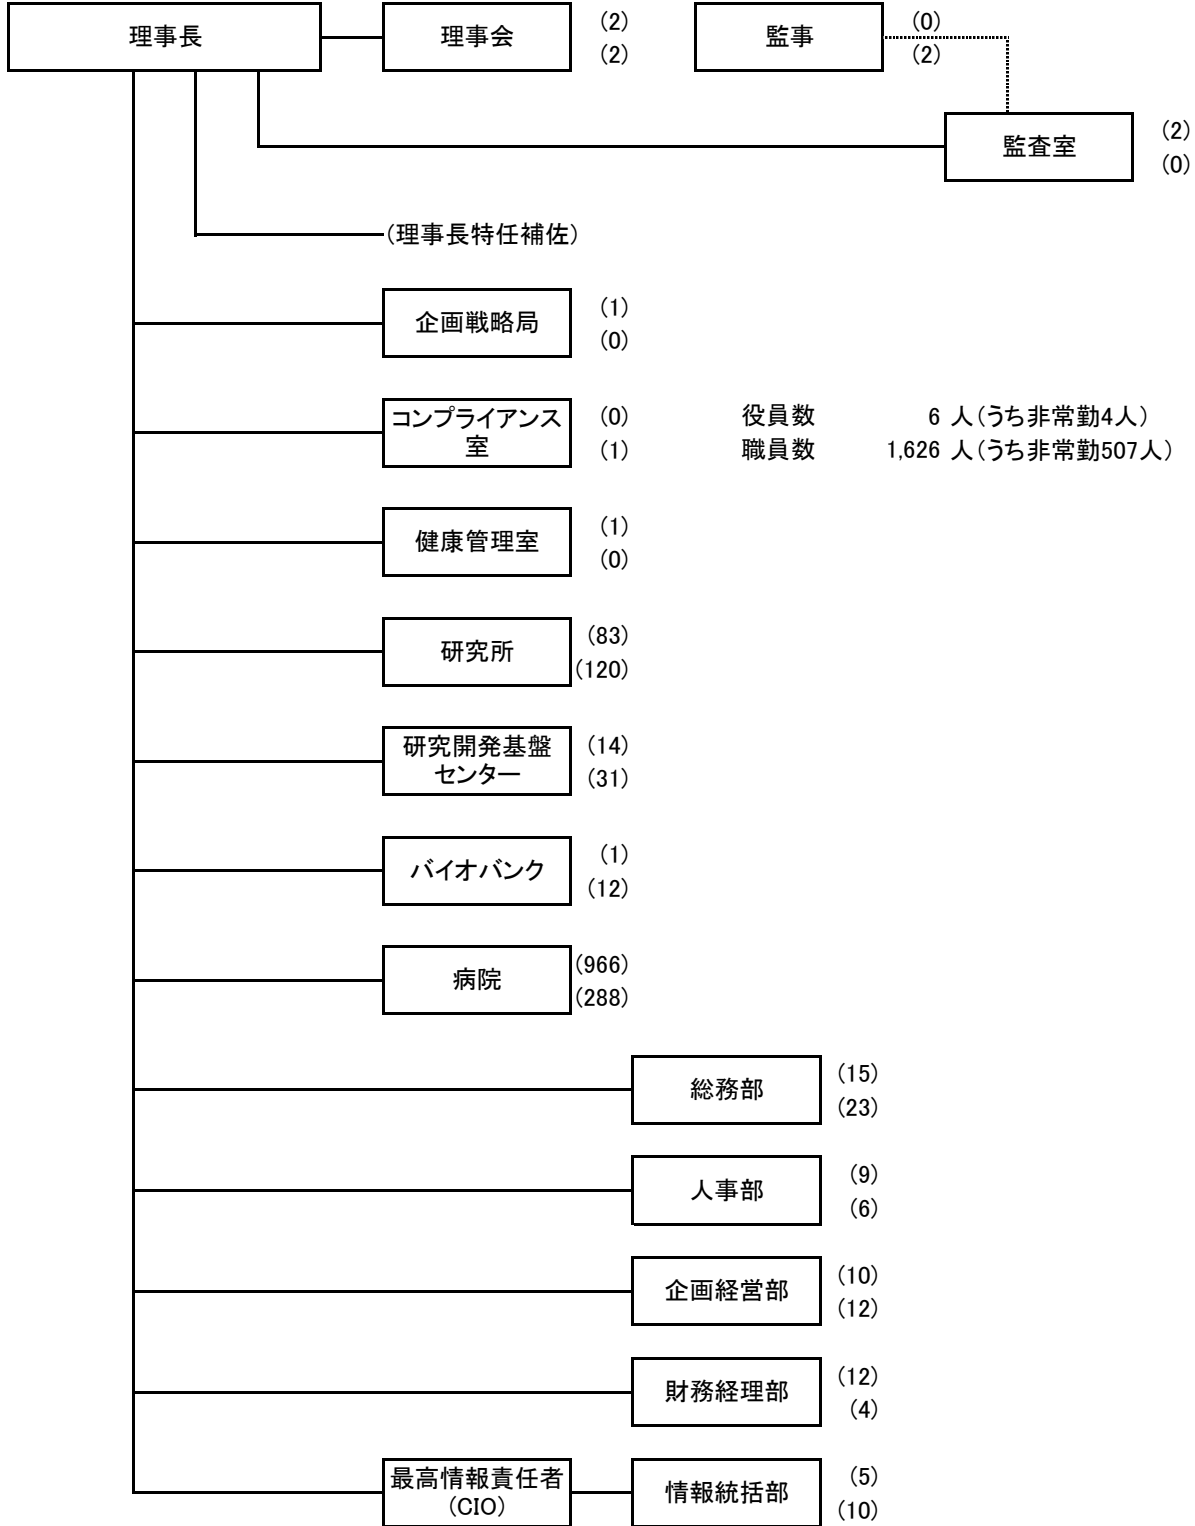 理事長
理事会
(2)
(2)
監事
(0)
(2)
監査室
(2)
(0)
(理事長特任補佐)
企画戦略局
(1)
(0)
コンプライアンス
室
(0)
(1)
役員数 6 人(うち非常勤4人)
職員数 1,626 人(うち非常勤507人)
健康管理室
(1)
(0)
研究所
(83)
(120)
研究開発基盤
センター
(14)
(31)
バイオバンク
(1)
(12)
病院
(966)
(288)
総務部
(15)
(23)
人事部
(9)
(6)
企画経営部
(10)
(12)
財務経理部
(12)
(4)
最高情報責任者
(CIO)
情報統括部
(5)
(10)